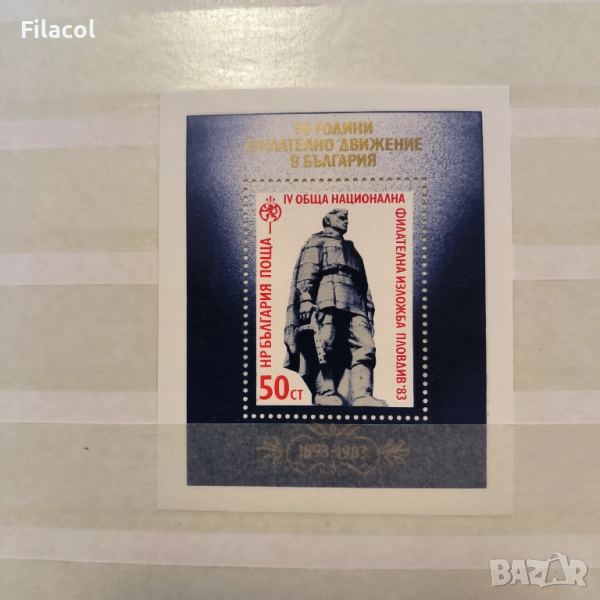 Filacol
ГОДИНИ
ФИЛАТЕЛНО ДВИЖЕНИЕ
В БЪЛГАРИЯ
IV ОБЩА НАЦИОНАЛНА
ФИЛАТЕЛНА ИЗЛОЖБА ПЛОВДИВ '83
НР БЪЛГАРИЯ ПОЩА
50 СТ
1893-1983
BAZAR